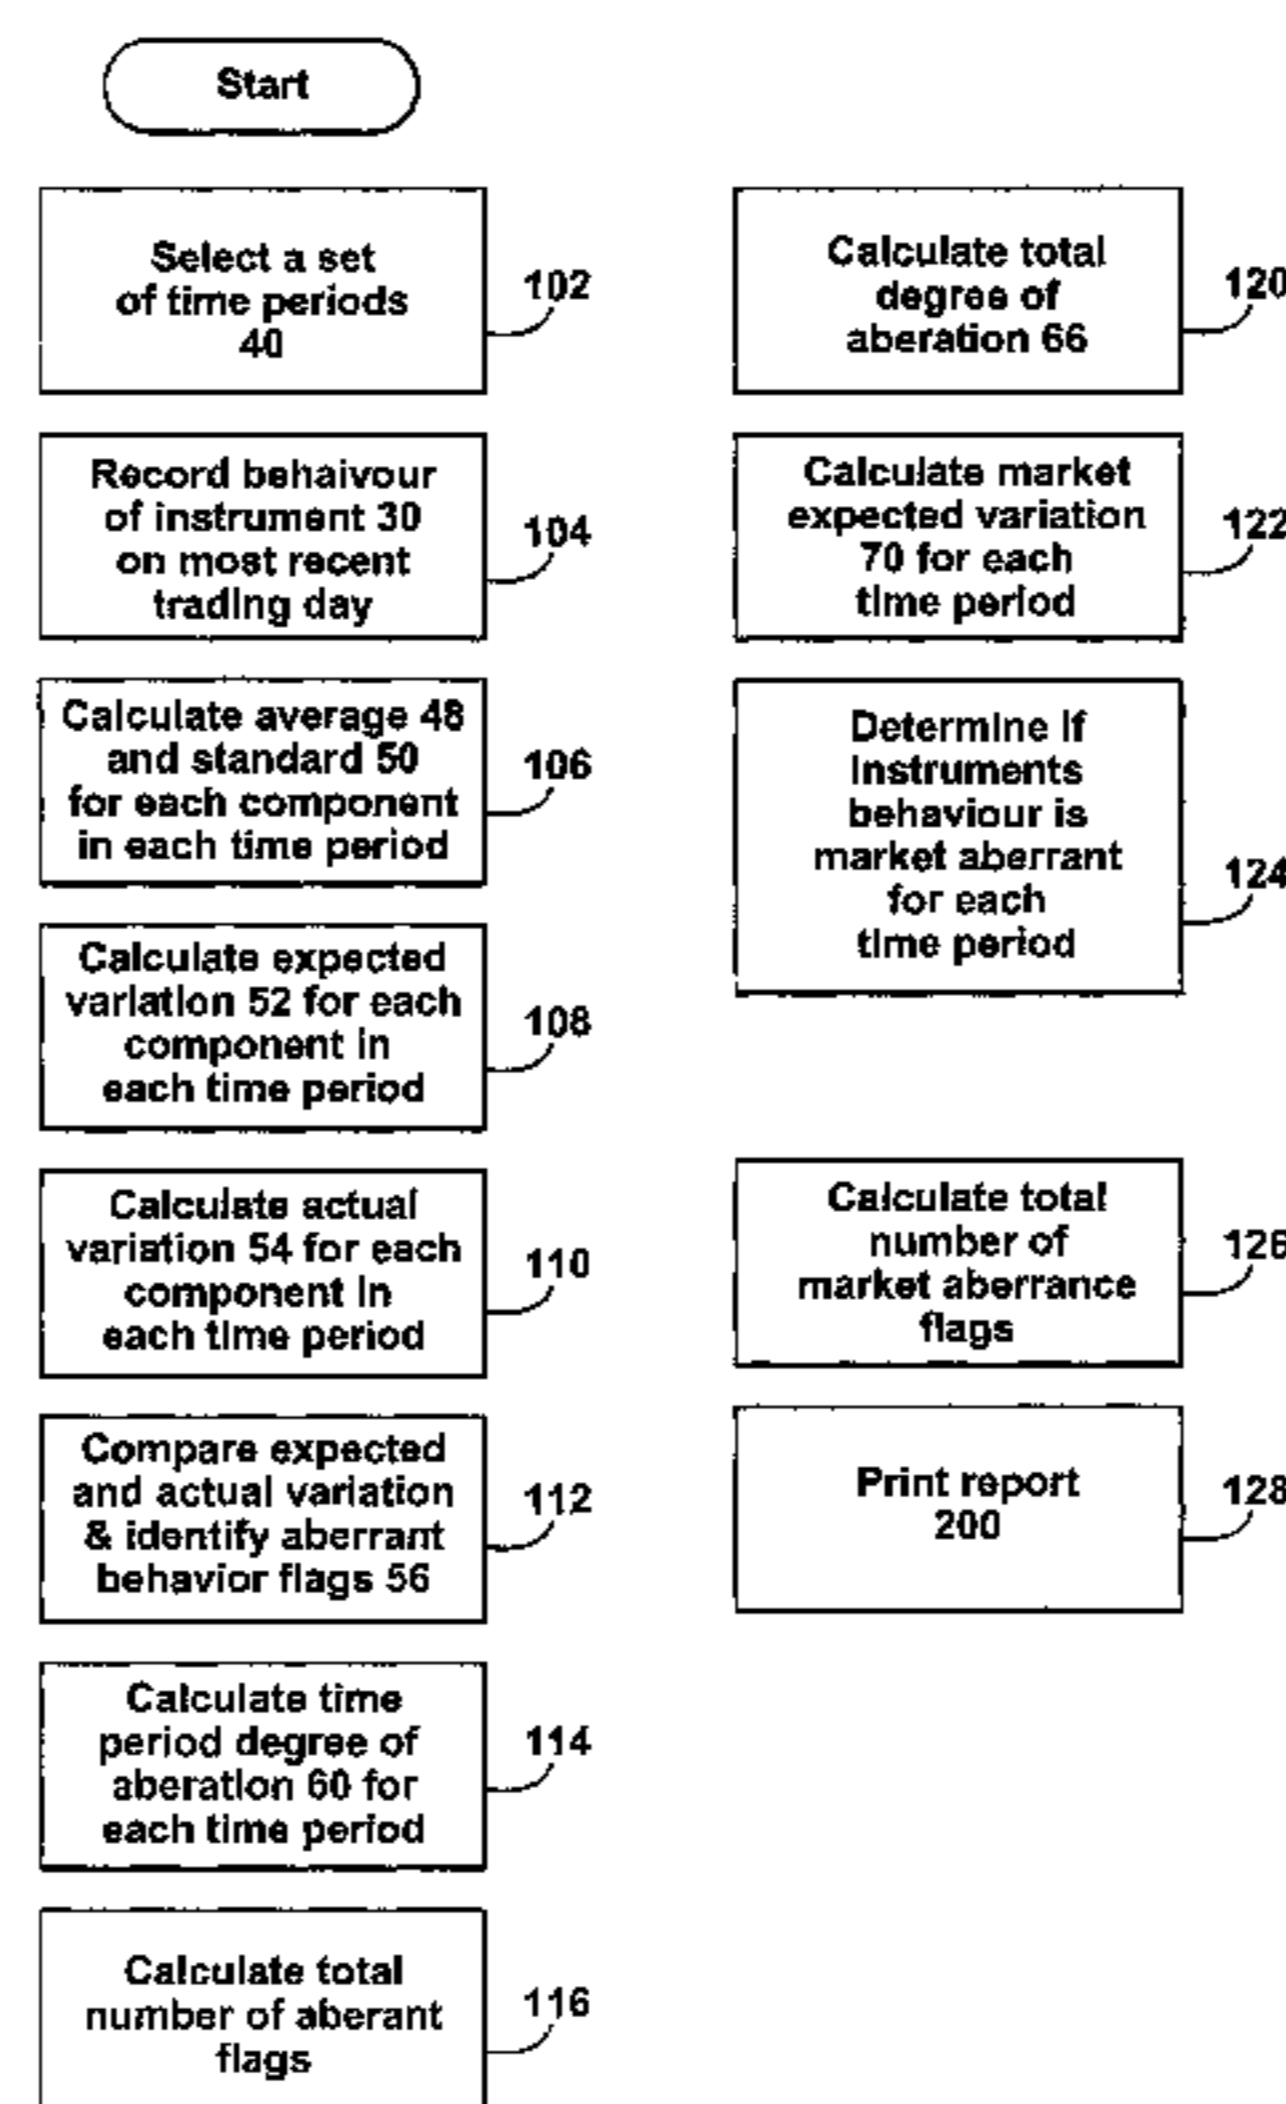 Start
Select a set
of time periods
40
102
Record behaivour
of instrument 30
on most recent
trading day
104
Calculate average 48
and standard 50
for each component
in each time period
106
Calculate expected
variation 52 for each
component in
each time period
108
Calculate actual
variation 54 for each
component in
each time period
110
Compare expected
and actual variation
& identify aberrant
behavior flags 56
112
Calculate time
period degree of
aberation 60 for
each time period
114
Calculate total
number of aberant
flags
116
Calculate total
degree of
aberation 66
120
Calculate market
expected variation
70 for each
time period
122
Determine if
instruments
behaviour is
market aberrant
for each
time period
124
Calculate total
number of
market aberrance
flags
126
Print report
200
128